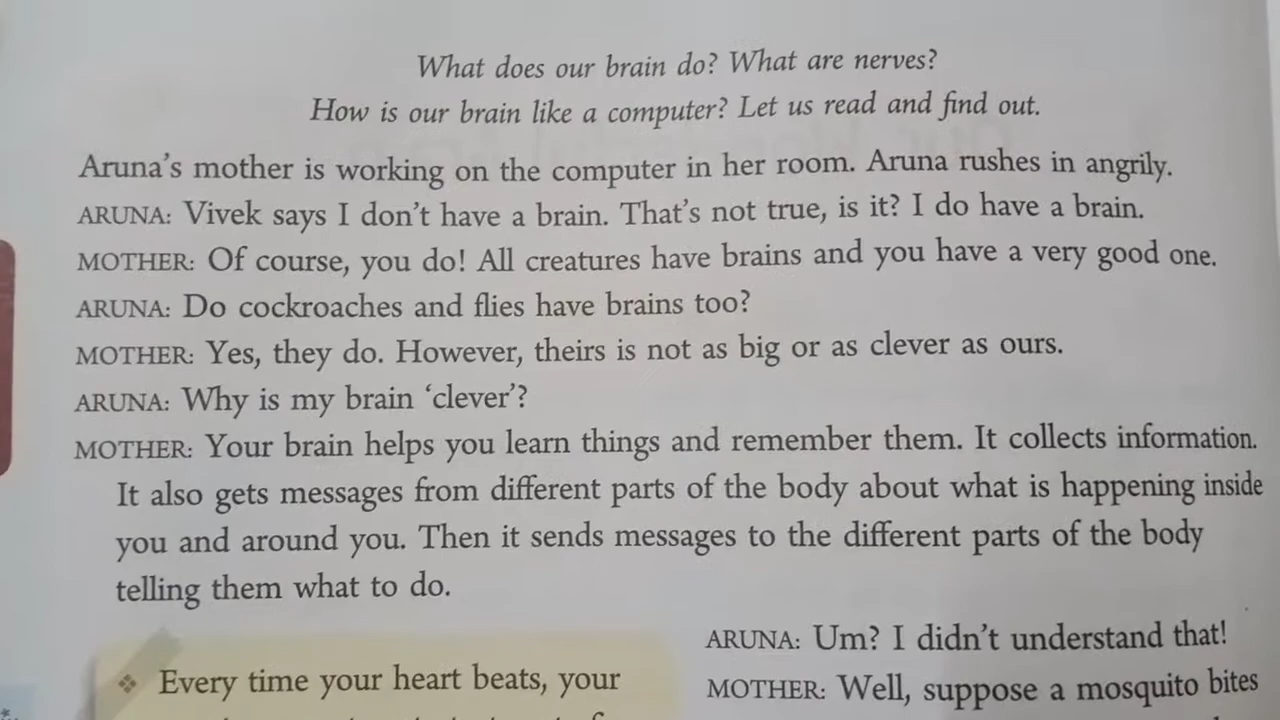 What does our brain do? What are nerves?
How is our brain like a computer? Let us read and find out.
Aruna's mother is working on the computer in her room. Aruna rushes in angrily.
ARUNA: Vivek says I don't have a brain. That's not true, is it? I do have a brain.
MOTHER: Of course, you do! All creatures have brains and you have a very good one.
ARUNA: Do cockroaches and flies have brains too?
MOTHER: Yes, they do. However, theirs is not as big or as clever as ours.
ARUNA: Why is my brain 'clever'?
MOTHER: Your brain helps you learn things and remember them. It collects information.
It also gets messages from different parts of the body about what is happening inside
you and around you. Then it sends messages to the different parts of the body
telling them what to do.
❖ Every time your heart beats, your
ARUNA: Um? I didn't understand that!
MOTHER: Well, suppose a mosquito bites